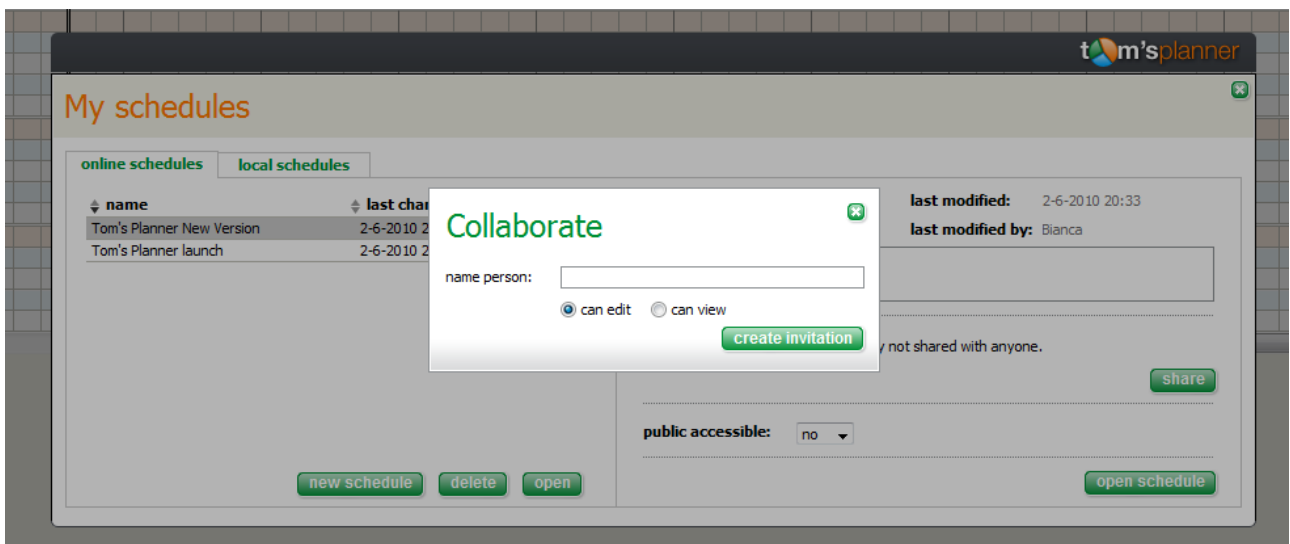 tom'splanner
My schedules
online schedules
local schedules
name
last char
Tom's Planner New Version
2-6-2010 2
Tom's Planner launch
2-6-2010 2
last modified: 2-6-2010 20:33
last modified by: Bianca
Collaborate
name person:
can edit
can view
create invitation
not shared with anyone.
share
public accessible: no
new schedule
delete
open
open schedule